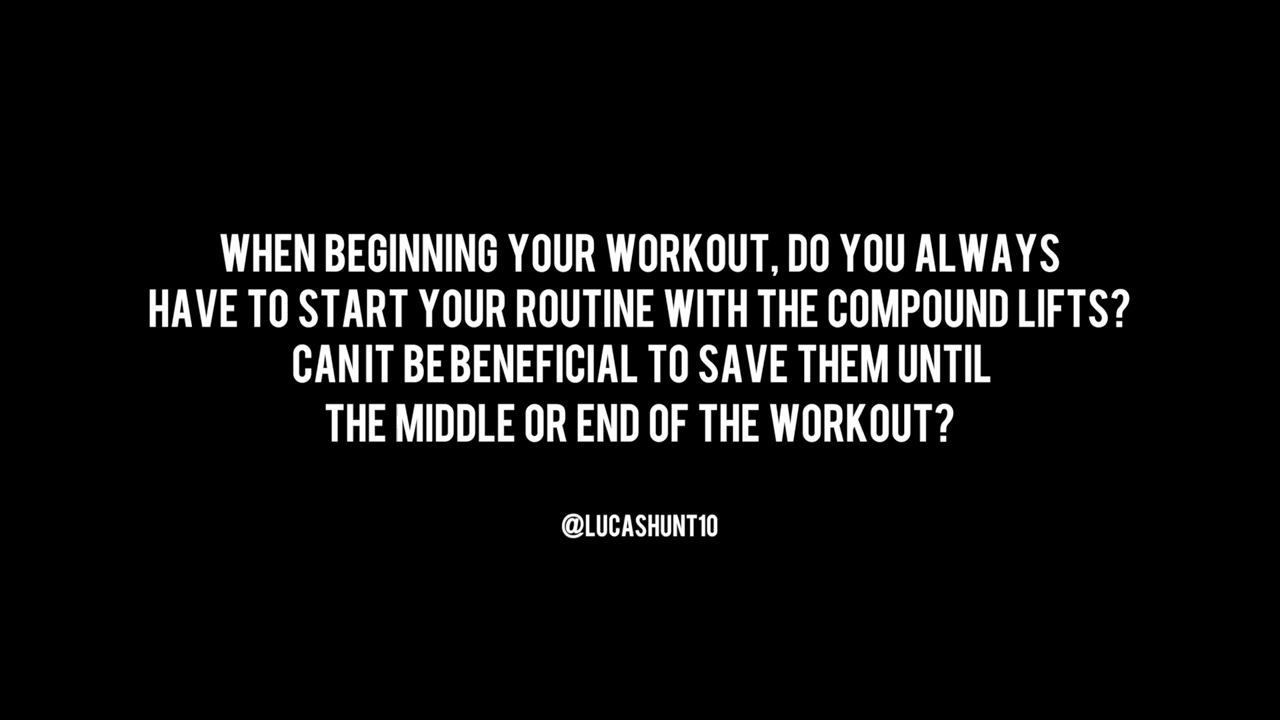 WHEN BEGINNING YOUR WORKOUT, DO YOU ALWAYS
HAVE TO START YOUR ROUTINE WITH THE COMPOUND LIFTS?
CAN IT BE BENEFICIAL TO SAVE THEM UNTIL
THE MIDDLE OR END OF THE WORKOUT?
@LUCASHUNT10